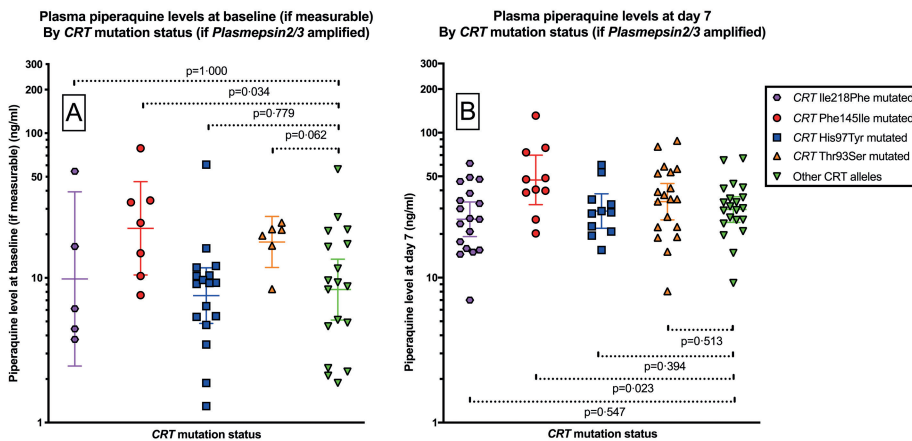 Plasma piperaquine levels at baseline (if measurable)
By CRT mutation status (if Plasmepsin2/3 amplified)
Piperaquine level at baseline (if measurable) (ng/ml)
300
100
50
10
1
A
p=1·000
p=0·034
p=0·779
p=0·062
CRT mutation status
Plasma piperaquine levels at day 7
By CRT mutation status (if Plasmepsin2/3 amplified)
Piperaquine level at day 7 (ng/ml)
300
100
50
10
1
B
p=0·513
p=0·394
p=0·023
p=0·547
CRT mutation status
CRT Ile218Phe mutated
CRT Phe145Ile mutated
CRT His97Tyr mutated
CRT Thr93Ser mutated
Other CRT alleles